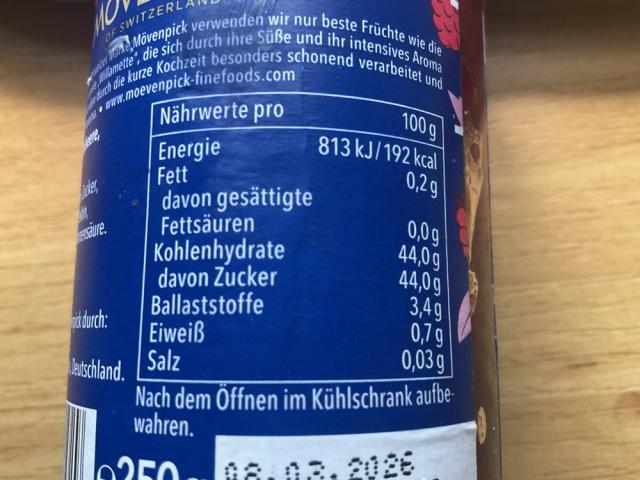 MÖVE
OF SWITZERLAND
Marke Mövenpick verwenden wir nur beste Früchte wie die
Willamette", die sich durch ihre Süße und ihr intensives Aroma
durch die kurze Kochzeit besonders schonend verarbeitet und
• www.moevenpick-finefoods.com
Nährwerte pro 100 g
Energie 813 kJ/192 kcal
Fett 0,2 g
davon gesättigte
Fettsäuren 0,0 g
Kohlenhydrate 44,0 g
davon Zucker 44,0 g
Ballaststoffe 3,4 g
Eiweiß 0,7 g
Salz 0,03 g
durch:
Deutschland.
Nach dem Öffnen im Kühlschrank aufbe-
wahren.
℮250 g
08.03.2026